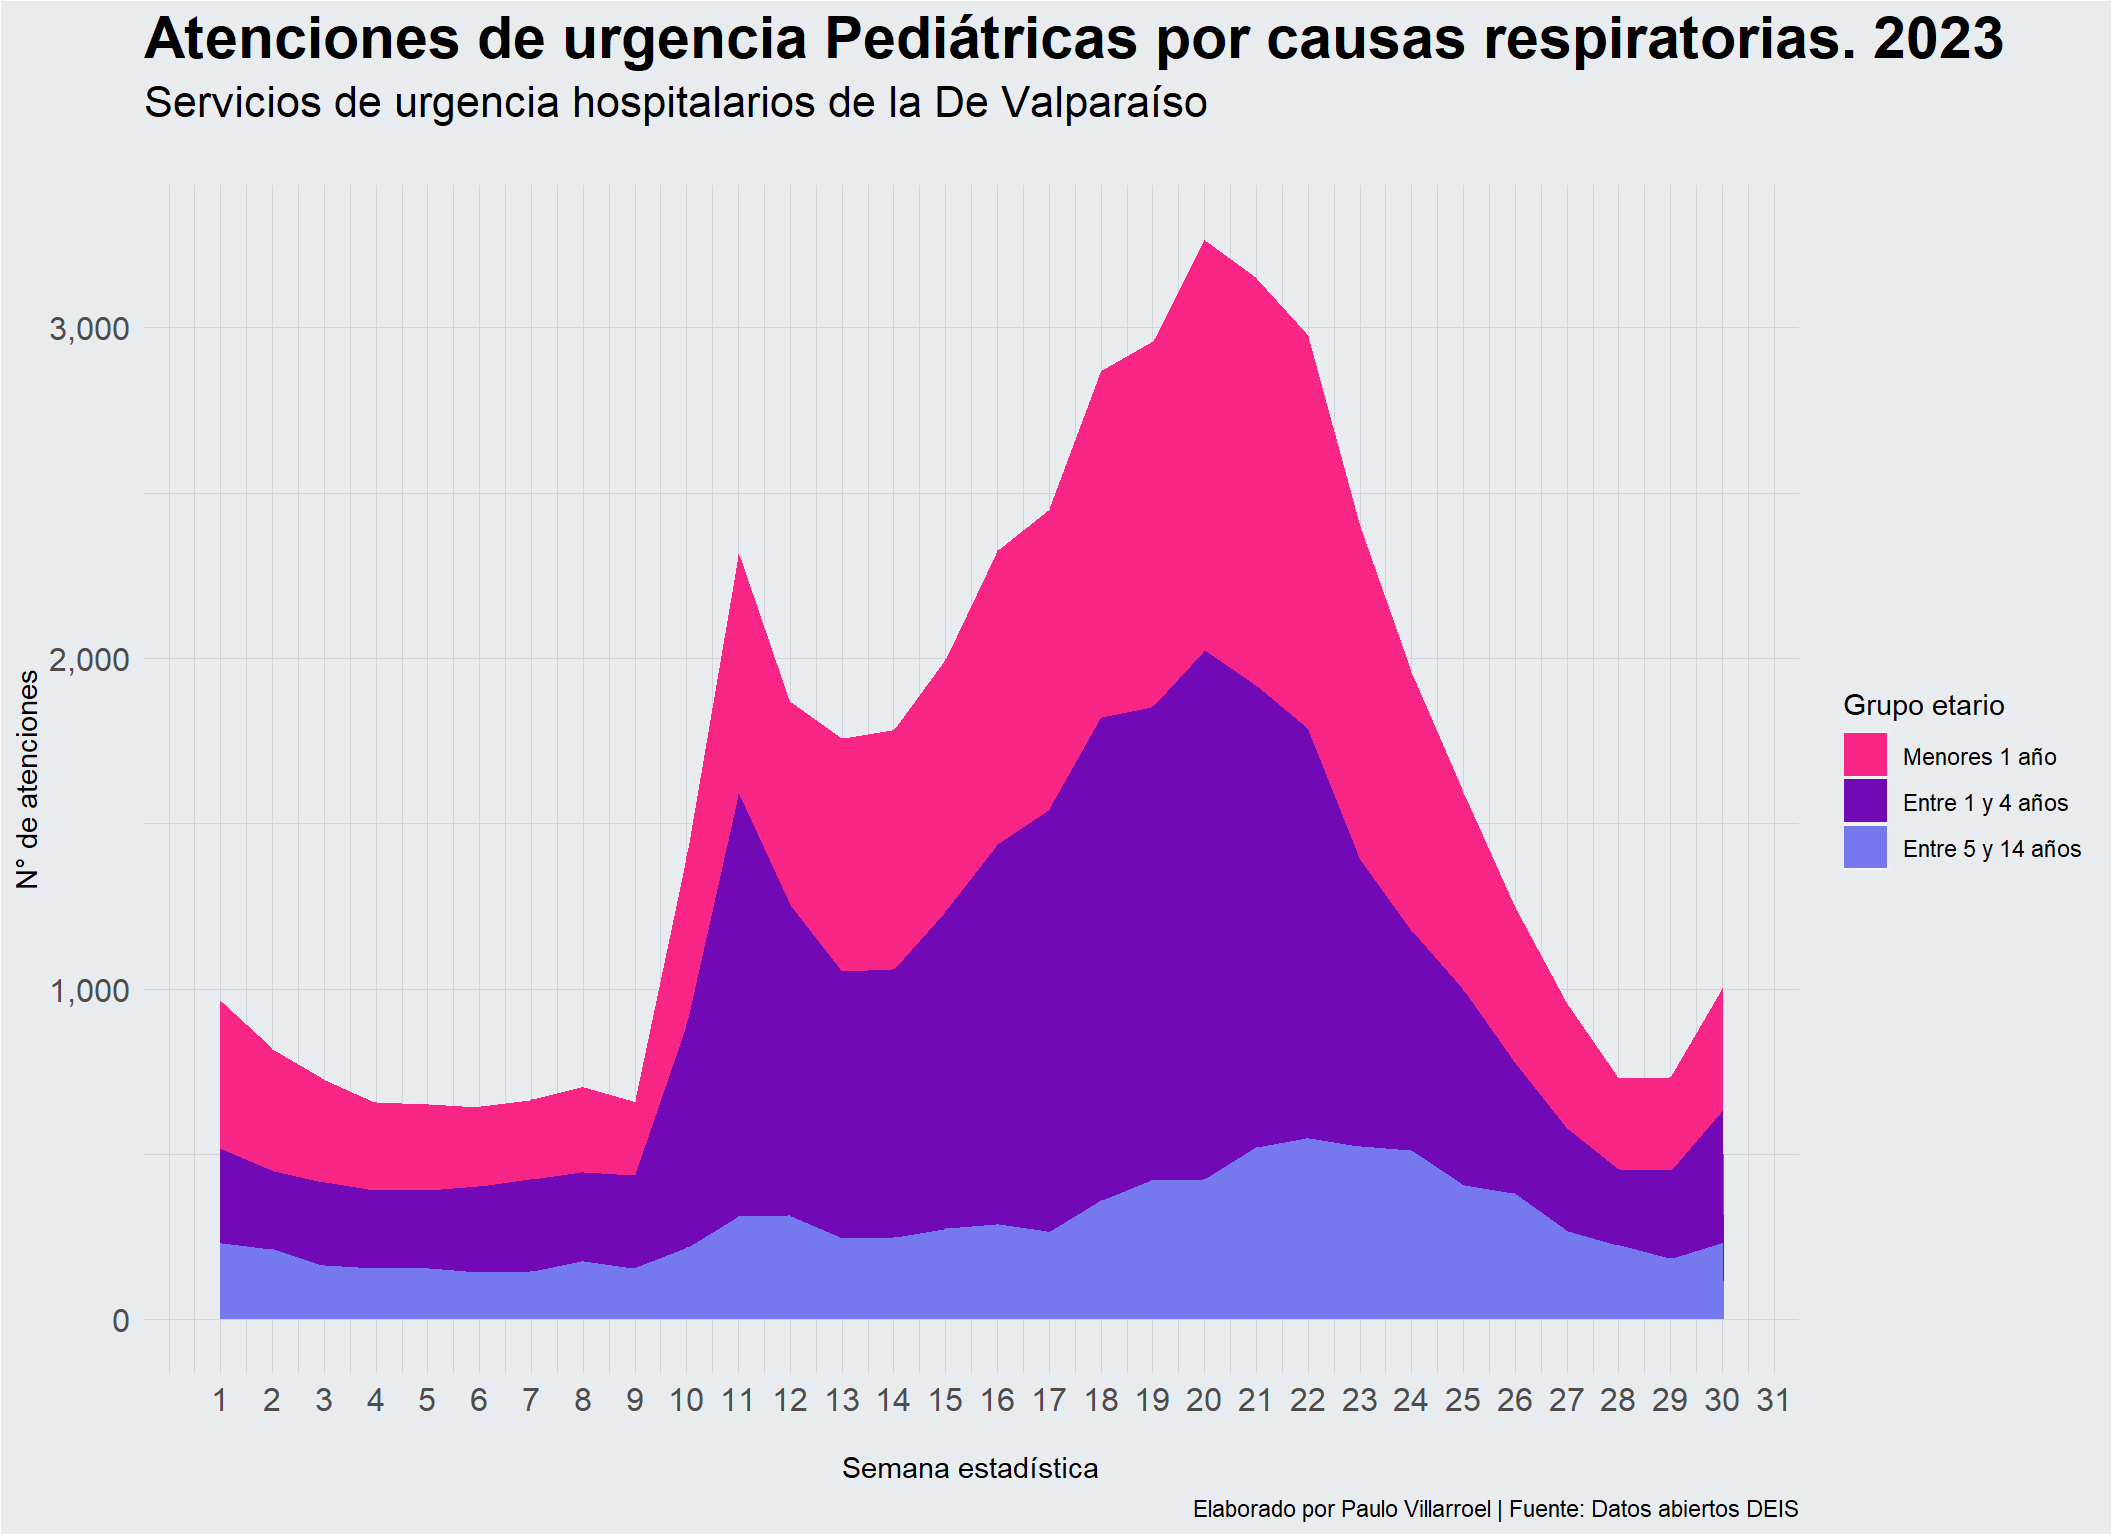 Atenciones de urgencia Pediátricas por causas respiratorias. 2023
Servicios de urgencia hospitalarios de la De Valparaíso
N° de atenciones
3,000
2,000
1,000
0
1 2 3 4 5 6 7 8 9 10 11 12 13 14 15 16 17 18 19 20 21 22 23 24 25 26 27 28 29 30 31
Semana estadística
Grupo etario
Menores 1 año
Entre 1 y 4 años
Entre 5 y 14 años
Elaborado por Paulo Villarroel | Fuente: Datos abiertos DEIS